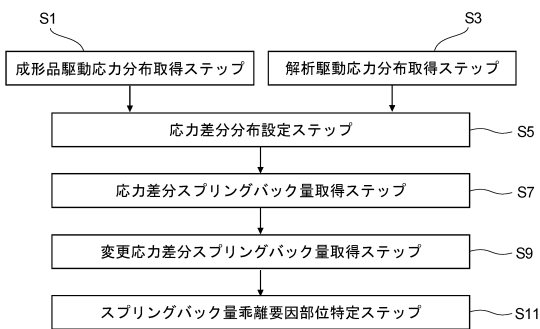 S1
S3
成形品駆動応力分布取得ステップ
解析駆動応力分布取得ステップ
応力差分分布設定ステップ
S5
応力差分スプリングバック量取得ステップ
S7
変更応力差分スプリングバック量取得ステップ
S9
スプリングバック量乖離要因部位特定ステップ
S11